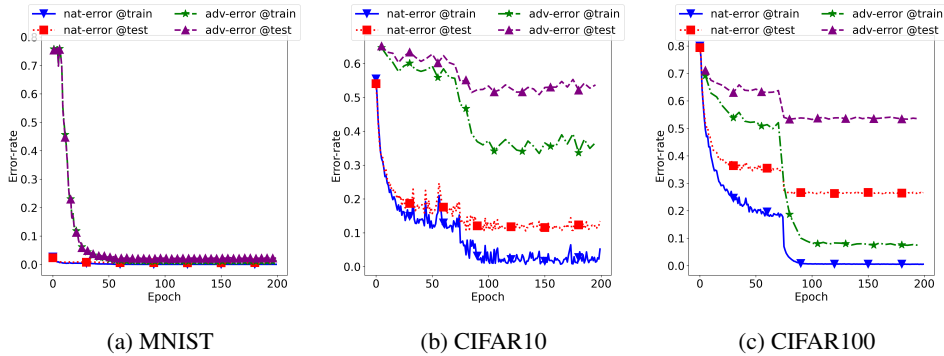 nat-error @train adv-error @train
nat-error @test adv-error @test
0.8
0.7
0.6
0.5
0.4
0.3
0.2
0.1
0.0
Error-rate
0 50 100 150 200
Epoch
(a) MNIST
nat-error @train adv-error @train
nat-error @test adv-error @test
0.6
0.5
0.4
0.3
0.2
0.1
0.0
Error-rate
0 50 100 150 200
Epoch
(b) CIFAR10
nat-error @train adv-error @train
nat-error @test adv-error @test
0.8
0.7
0.6
0.5
0.4
0.3
0.2
0.1
0.0
Error-rate
0 50 100 150 200
Epoch
(c) CIFAR100